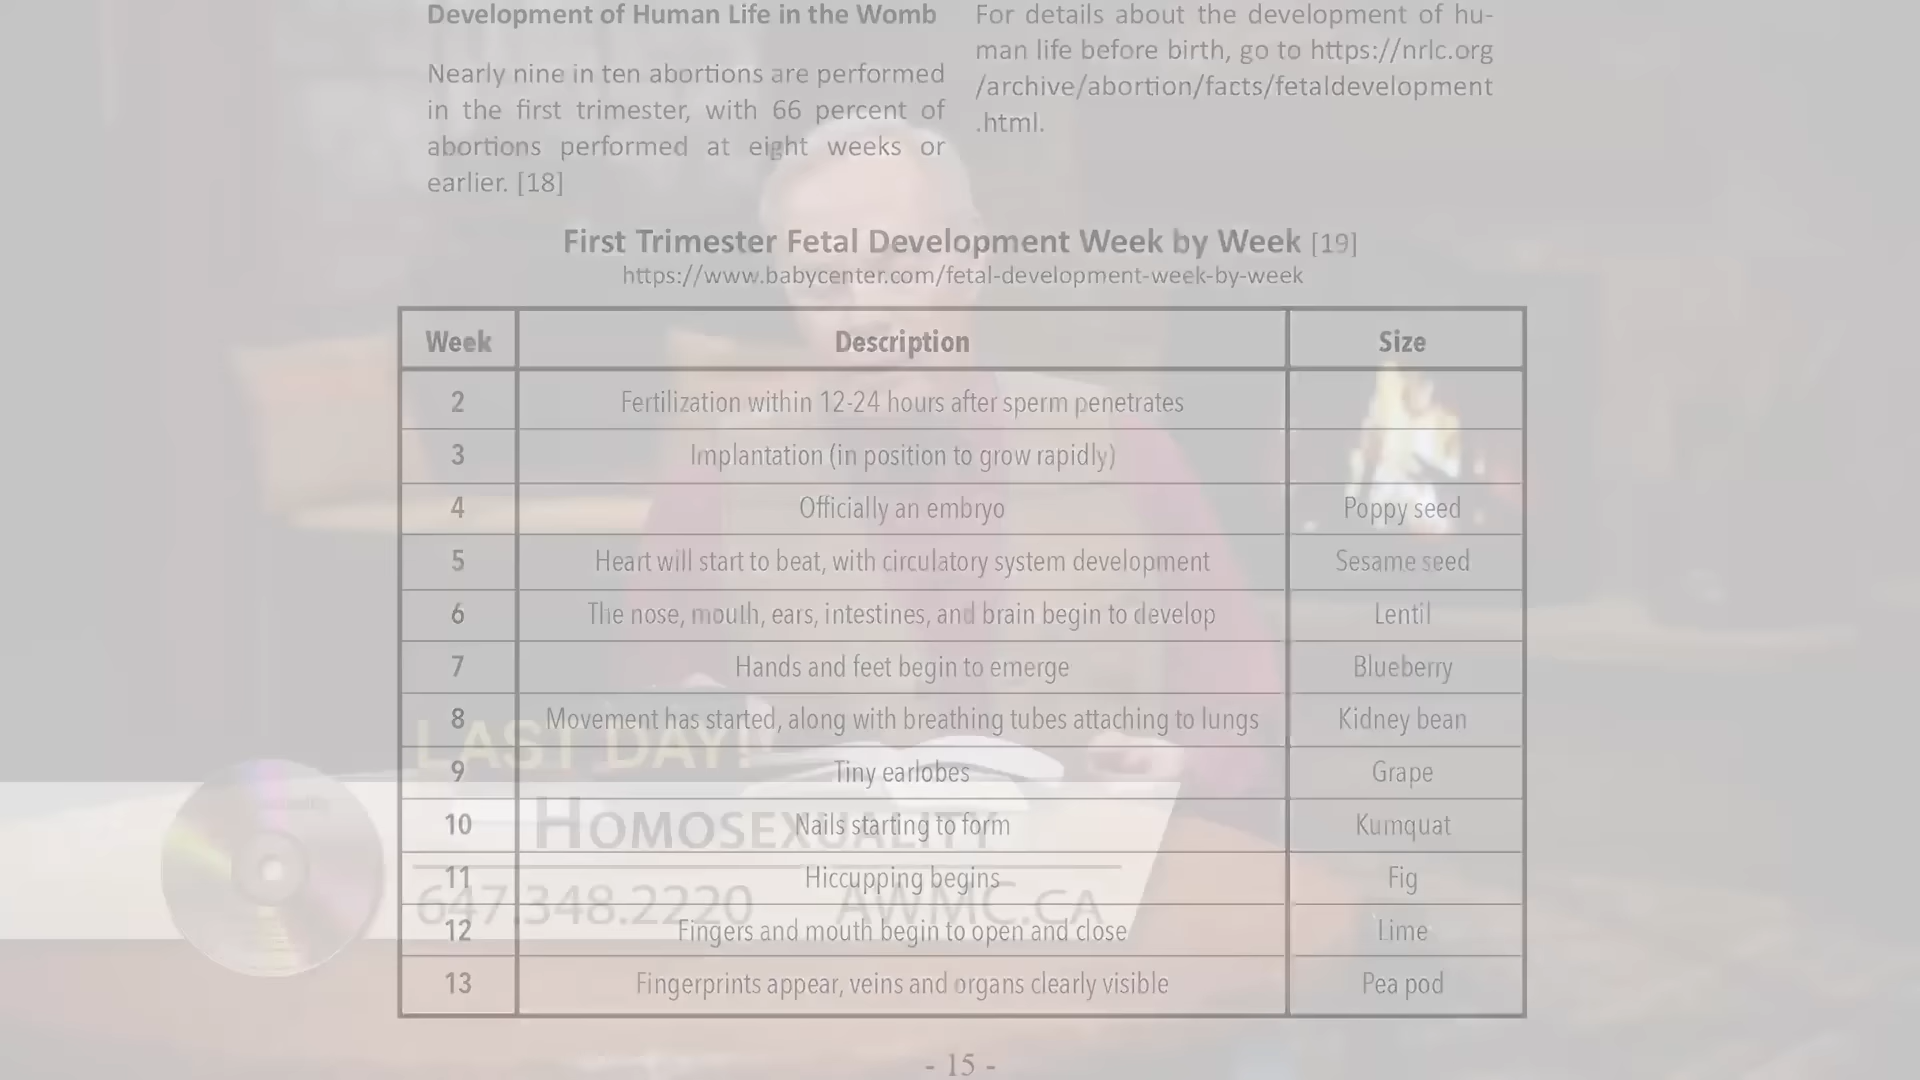 Development of Human Life in the Womb
Nearly nine in ten abortions are performed
in the first trimester, with 66 percent of
abortions performed at eight weeks or
earlier. [18]
For details about the development of hu-
man life before birth, go to https://nrlc.org
/archive/abortion/facts/fetaldevelopment
.html.
First Trimester Fetal Development Week by Week [19]
https://www.babycenter.com/fetal-development-week-by-week
Week Description Size
2 Fertilization within 12-24 hours after sperm penetrates
3 Implantation (in position to grow rapidly)
4 Officially an embryo Poppy seed
5 Heart will start to beat, with circulatory system development Sesame seed
6 The nose, mouth, ears, intestines, and brain begin to develop Lentil
7 Hands and feet begin to emerge Blueberry
8 Movement has started, along with breathing tubes attaching to lungs Kidney bean
9 Tiny earlobes Grape
10 Nails starting to form Kumquat
11 Hiccupping begins Fig
12 Fingers and mouth begin to open and close Lime
13 Fingerprints appear, veins and organs clearly visible Pea pod
- 15 -
LAST DAY!!
HOMOSEXUALITY
647.348.2220 AWMC.CA